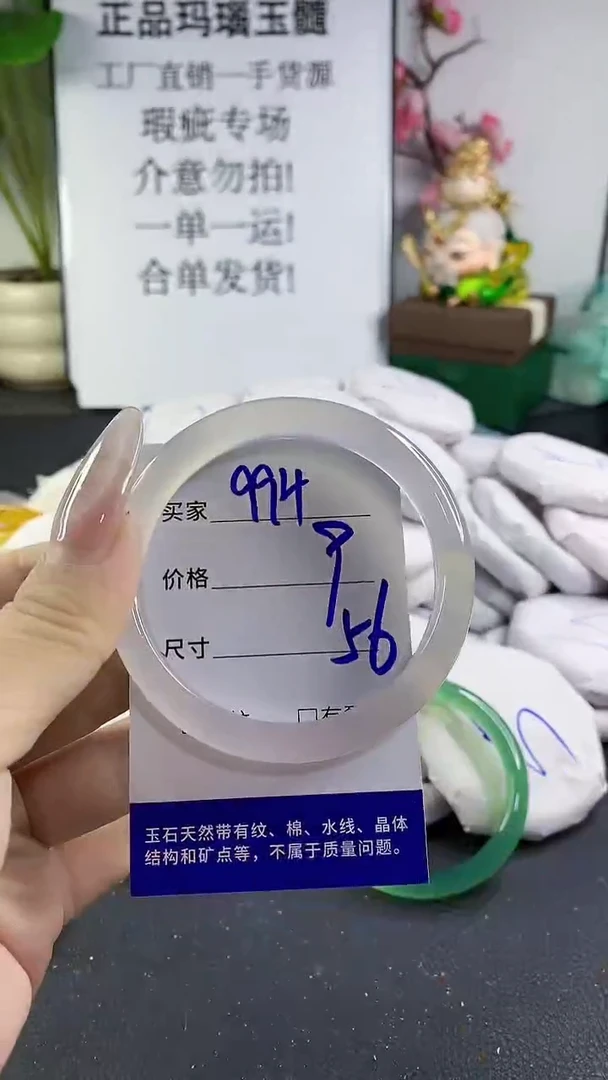 正品玛瑙玉髓
工厂直销一手货源
瑕疵专场
介意勿拍!
一单一运!
合单发货!
买家 994
价格
尺寸 56
玉石天然带有纹、棉、水线、晶体
结构和矿点等，不属于质量问题。